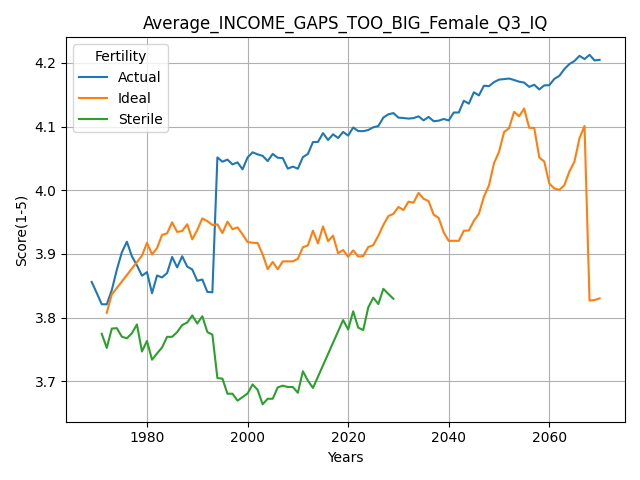 Average_INCOME_GAPS_TOO_BIG_Female_Q3_IQ
Fertility
Actual
Ideal
Sterile
Score(1-5)
4.2
4.1
4.0
3.9
3.8
3.7
1980 2000 2020 2040 2060
Years